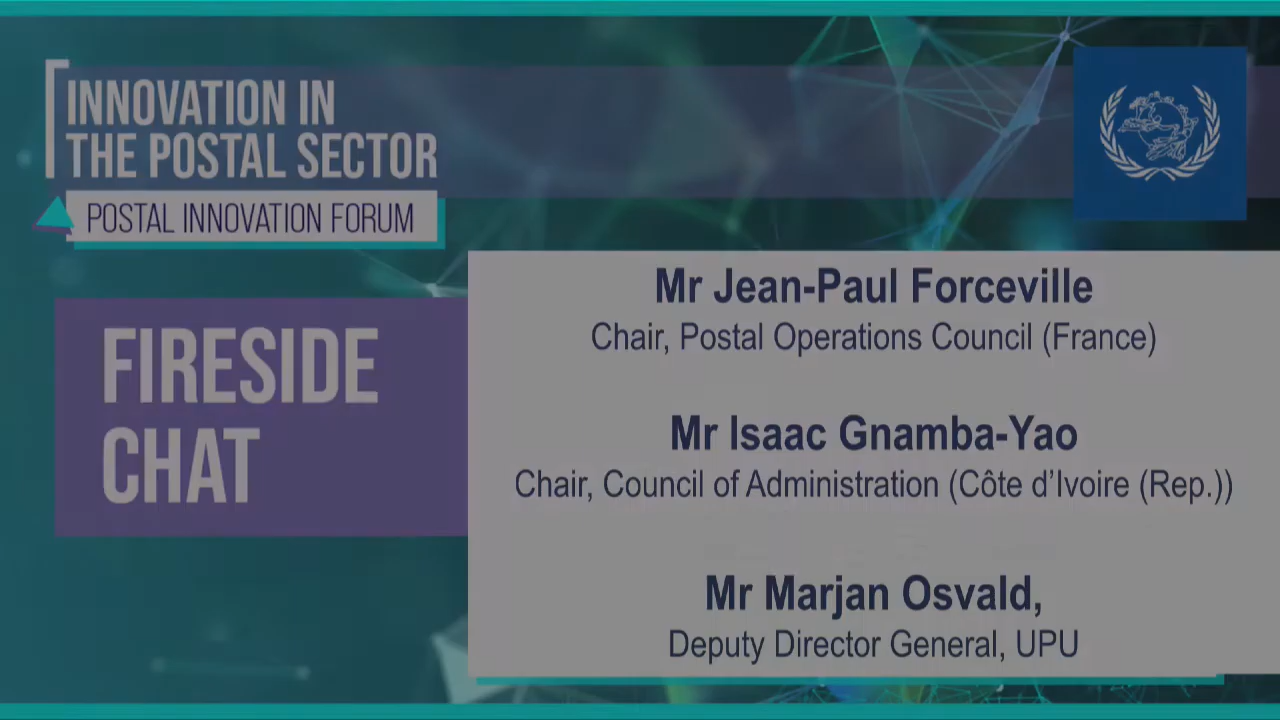 INNOVATION IN
THE POSTAL SECTOR
POSTAL INNOVATION FORUM
FIRESIDE
CHAT
Mr Jean-Paul Forceville
Chair, Postal Operations Council (France)
Mr Isaac Gnamba-Yao
Chair, Council of Administration (Côte d’Ivoire (Rep.))
Mr Marjan Osvald,
Deputy Director General, UPU